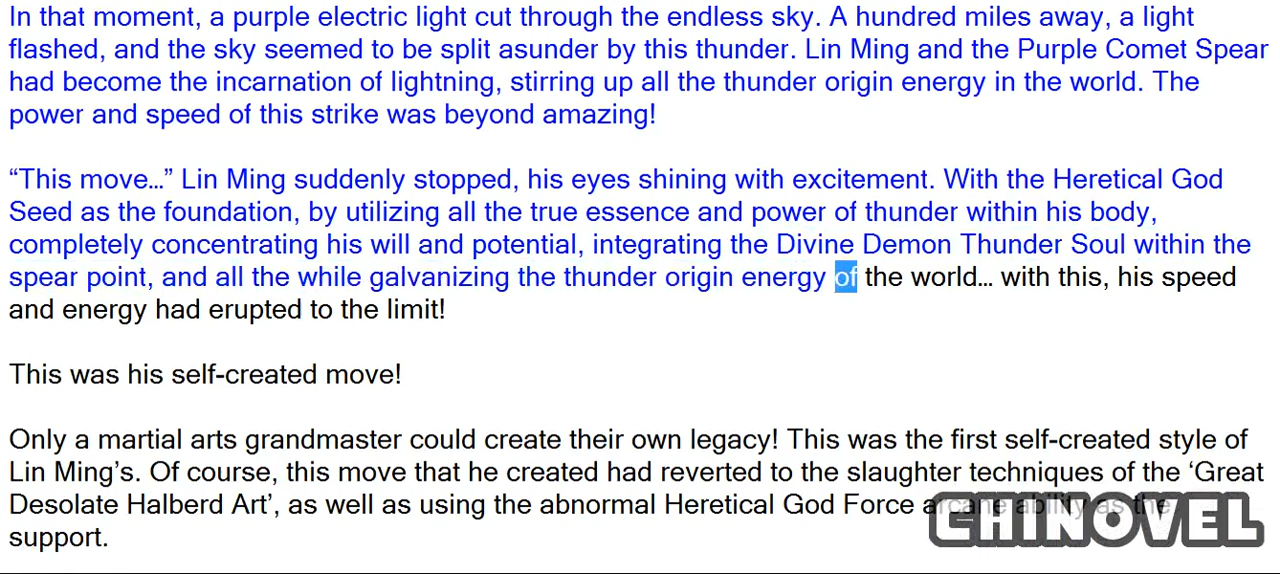 In that moment, a purple electric light cut through the endless sky. A hundred miles away, a light
flashed, and the sky seemed to be split asunder by this thunder. Lin Ming and the Purple Comet Spear
had become the incarnation of lightning, stirring up all the thunder origin energy in the world. The
power and speed of this strike was beyond amazing!
“This move…” Lin Ming suddenly stopped, his eyes shining with excitement. With the Heretical God
Seed as the foundation, by utilizing all the true essence and power of thunder within his body,
completely concentrating his will and potential, integrating the Divine Demon Thunder Soul within the
spear point, and all the while galvanizing the thunder origin energy of the world… with this, his speed
and energy had erupted to the limit!
This was his self-created move!
Only a martial arts grandmaster could create their own legacy! This was the first self-created style of
Lin Ming’s. Of course, this move that he created had reverted to the slaughter techniques of the ‘Great
Desolate Halberd Art’, as well as using the abnormal Heretical God Force arcane ability as the
support.
CHINOVEL